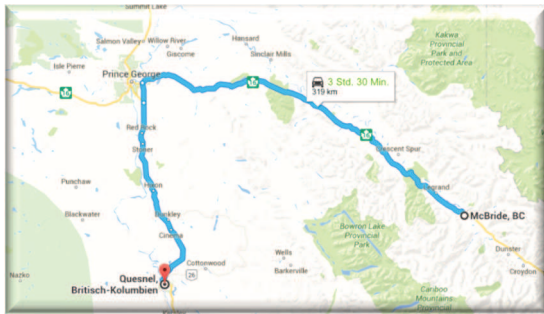 Summit Lake
Salmon Valley
Willow River
Hansard
Giscome
Sinclair Mills
Isle Pierre
Prince George
Kakwa
Provincial
Park and
Protected Area
16
16
16
3 Std. 30 Min.
319 km
Red Rock
Stoner
Crescent Spur
Legrand
Punchaw
Hixon
Blackwater
Dunkley
Cinema
McBride, BC
Bowron Lake
Provincial
Park
Dunster
Croydon
Wells
Barkerville
Cottonwood
Nazko
Quesnel,
Britisch-Kolumbien
26
Cariboo
Mountains
Provincial